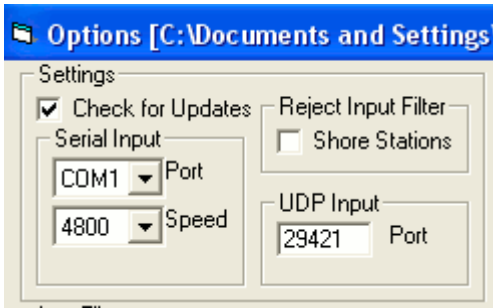 Options [C:\Documents and Settings\
Settings
Check for Updates
Reject Input Filter
Shore Stations
Serial Input
COM1 Port
4800 Speed
UDP Input
29421 Port